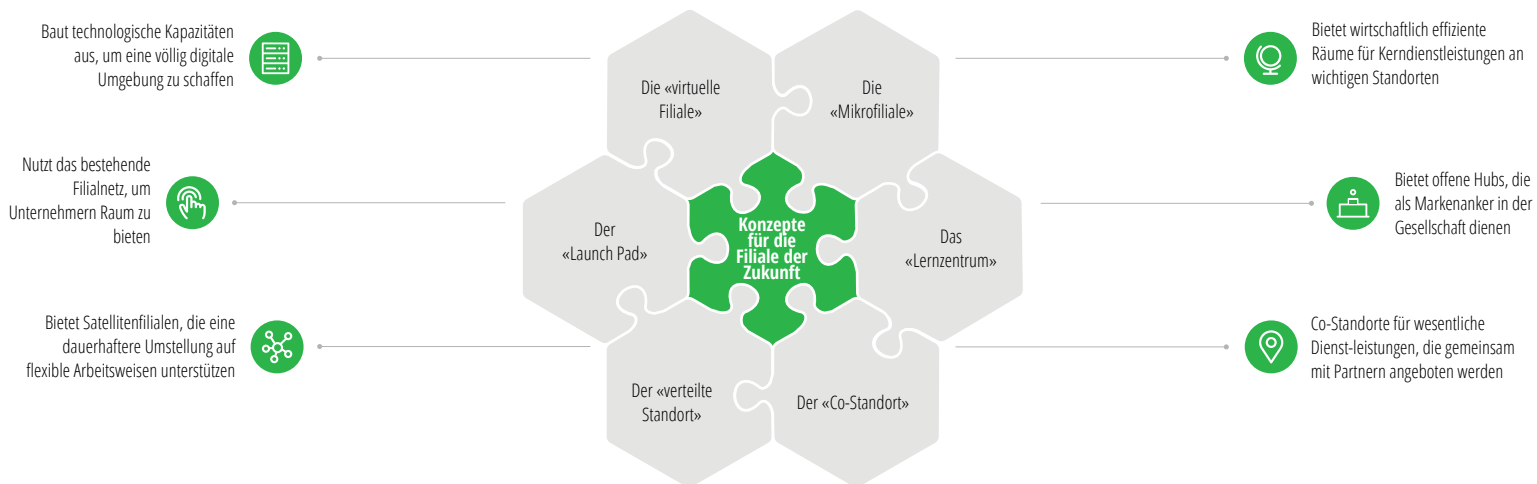 Baut technologische Kapazitäten
aus, um eine völlig digitale
Umgebung zu schaffen
Die «virtuelle
Filiale»
Die
«Mikrofiliale»
Bietet wirtschaftlich effiziente
Räume für Kerndienstleistungen an
wichtigen Standorten
Nutzt das bestehende
Filialnetz, um
Unternehmern Raum zu
bieten
Der
«Launch Pad»
Konzepte
für die
Filiale der
Zukunft
Das
«Lernzentrum»
Bietet offene Hubs, die
als Markenanker in der
Gesellschaft dienen
Bietet Satellitenfilialen, die eine
dauerhaftere Umstellung auf
flexible Arbeitsweisen unterstützen
Der «verteilte
Standort»
Der «Co-Standort»
Co-Standorte für wesentliche
Dienst-leistungen, die gemeinsam
mit Partnern angeboten werden